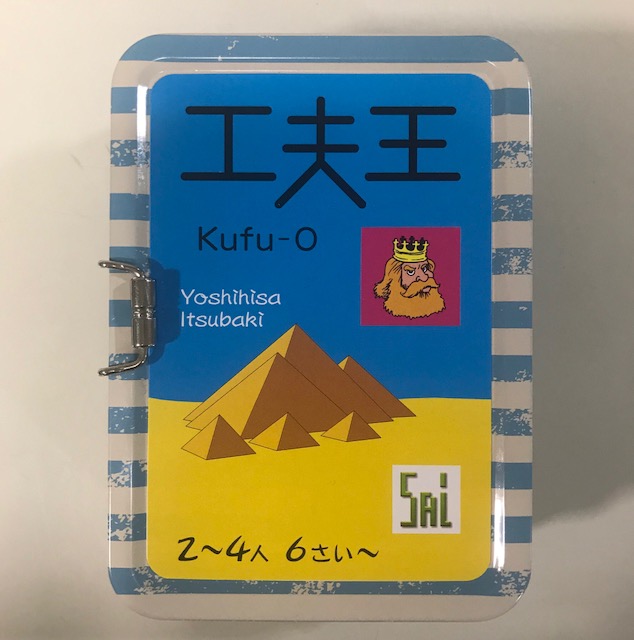 工夫王
Kufu-O
Yoshihisa
Itsubaki
SAi
2～4人 6さい～